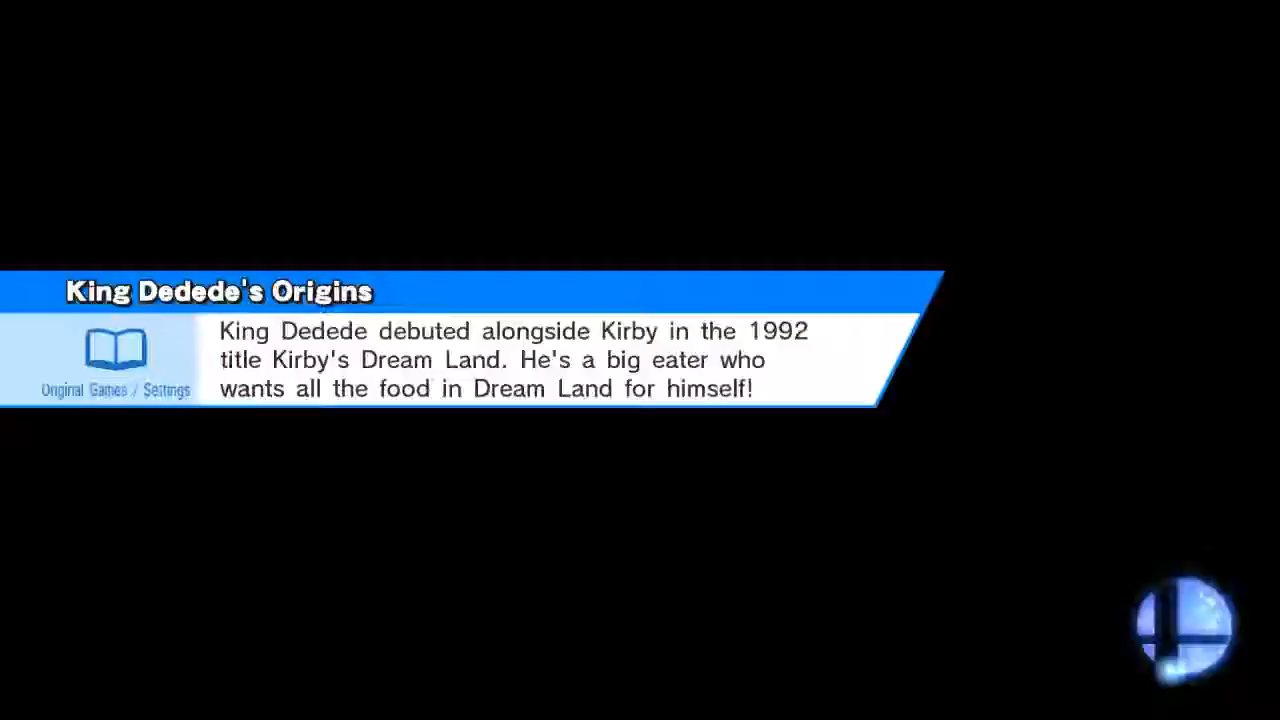 King Dedede's Origins
King Dedede debuted alongside Kirby in the 1992
title Kirby's Dream Land. He's a big eater who
wants all the food in Dream Land for himself!
Original Games / Settings